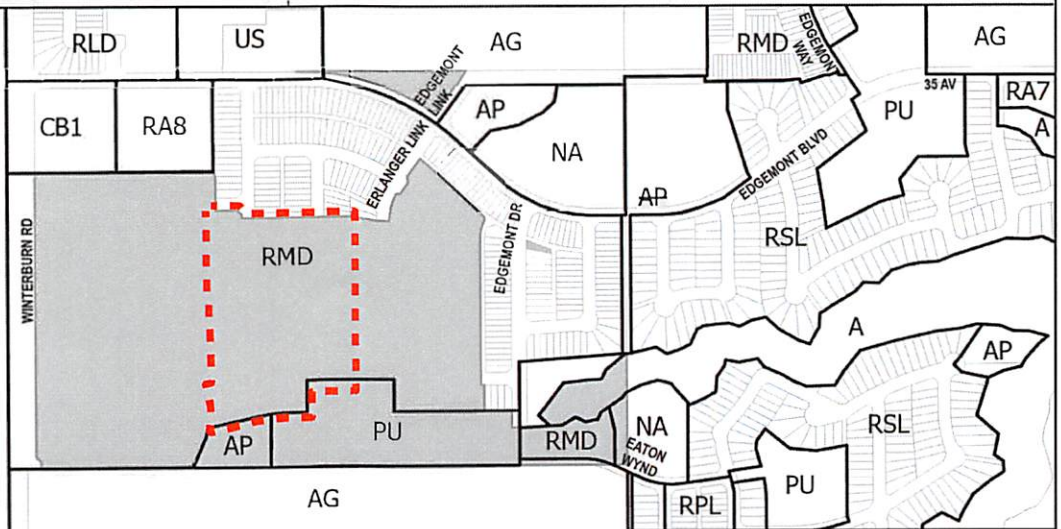 RLD
US
AG
RMD
EDGEMONT WAY
AG
EDGEMONT LINK
35 AV
RA7
CB1
RA8
AP
PU
A
ERLANGER LINK
NA
AP
EDGEMONT BLVD
WINTERBURN RD
RMD
EDGEMONT DR.
RSL
A
AP
AP
PU
RMD
NA
EATON WYND
RSL
AG
RPL
PU